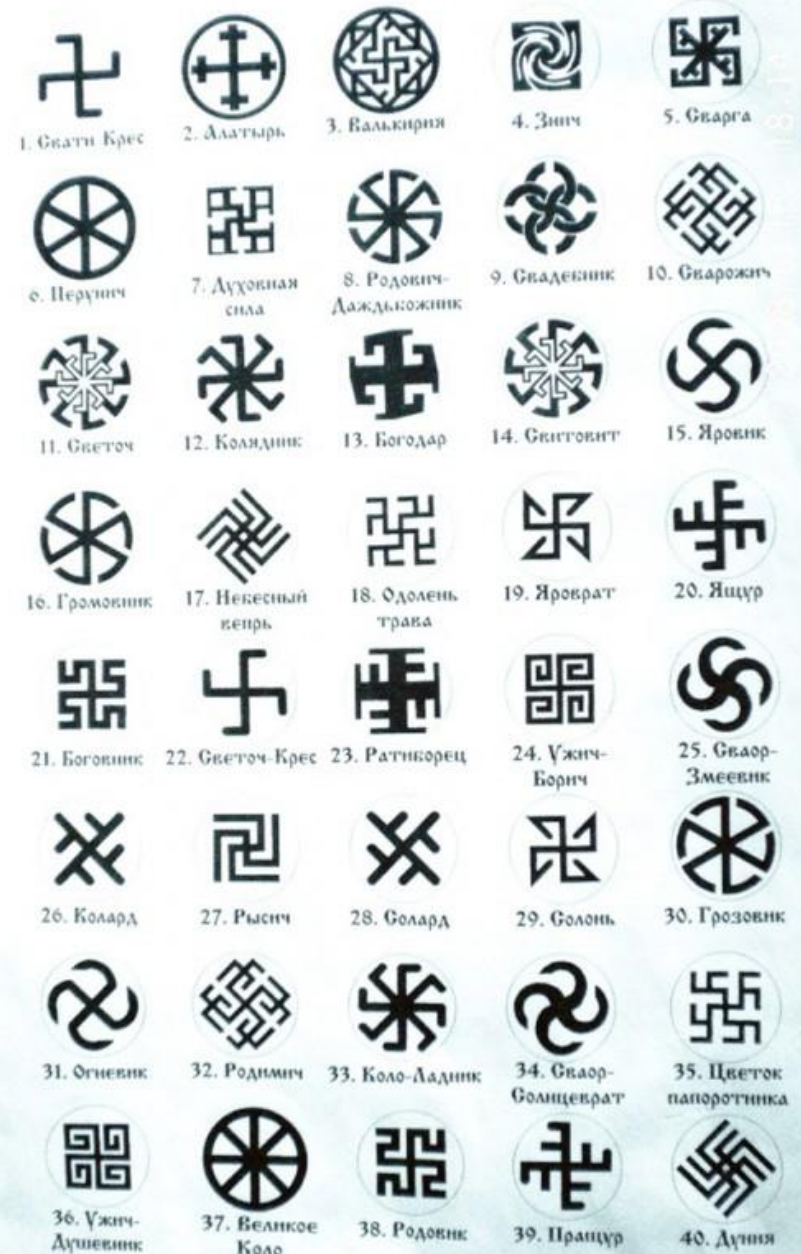 1. Свати Крес
2. Алатырь
3. Валькирия
4. Знич
5. Сварга
6. Перунич
7. Духовная
сила
8. Родович-
Даждьбожник
9. Свадебник
10. Сварожич
11. Светоч
12. Колядник
13. Богодар
14. Свитовит
15. Яровик
16. Громовник
17. Небесный
вепрь
18. Одолень
трава
19. Яроврат
20. Ящур
21. Боговник
22. Светоч-Крес
23. Ратиборец
24. Ужич-
Борич
25. Сваор-
Змеевик
26. Колард
27. Рысич
28. Солард
29. Солонь
30. Грозовик
31. Огневик
32. Родимич
33. Коло-Ладник
34. Сваор-
Солнцеврат
35. Цветок
папоротника
36. Ужич-
Душевник
37. Великое
Коло
38. Родовик
39. Пращур
40. Дуния